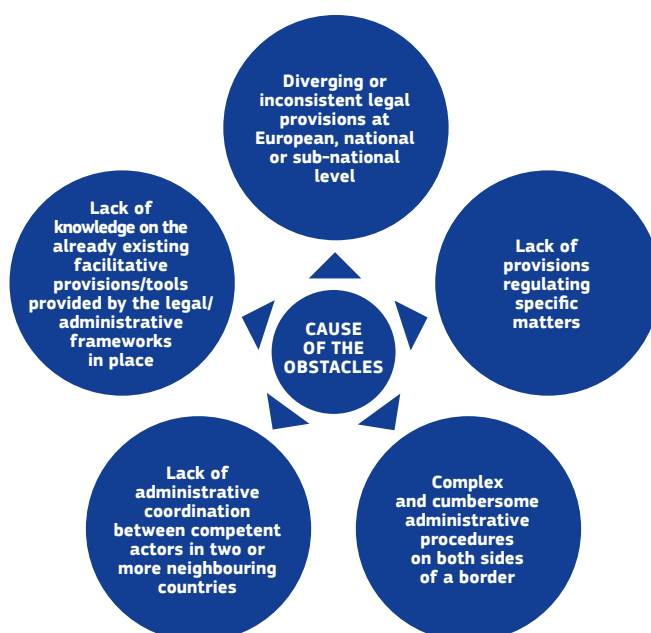 Diverging or
inconsistent legal
provisions at
European, national
or sub-national
level
Lack of
knowledge on the
already existing
facilitative
provisions/tools
provided by the legal/
administrative
frameworks
in place
Lack of
provisions
regulating
specific
matters
CAUSE
OF THE
OBSTACLES
Lack of
administrative
coordination
between competent
actors in two or
more neighbouring
countries
Complex
and cumbersome
administrative
procedures
on both sides
of a border